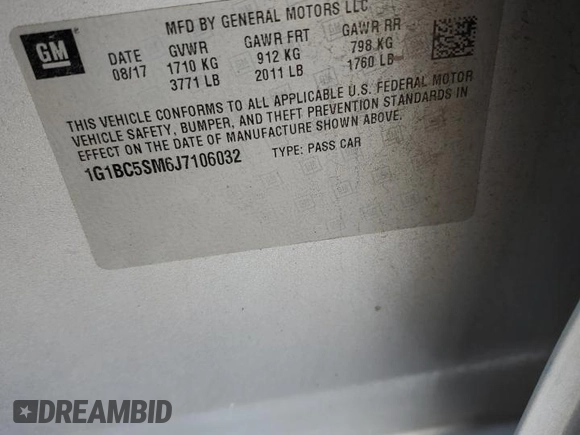 MFD BY GENERAL MOTORS LLC
GM
DATE GVWR GAWR FRT GAWR RR
08/17 1710 KG 912 KG 798 KG
3771 LB 2011 LB 1760 LB
THIS VEHICLE CONFORMS TO ALL APPLICABLE U.S. FEDERAL MOTOR
VEHICLE SAFETY, BUMPER, AND THEFT PREVENTION STANDARDS IN
EFFECT ON THE DATE OF MANUFACTURE SHOWN ABOVE.
1G1BC5SM6J7106032 TYPE: PASS CAR
DREAMBID